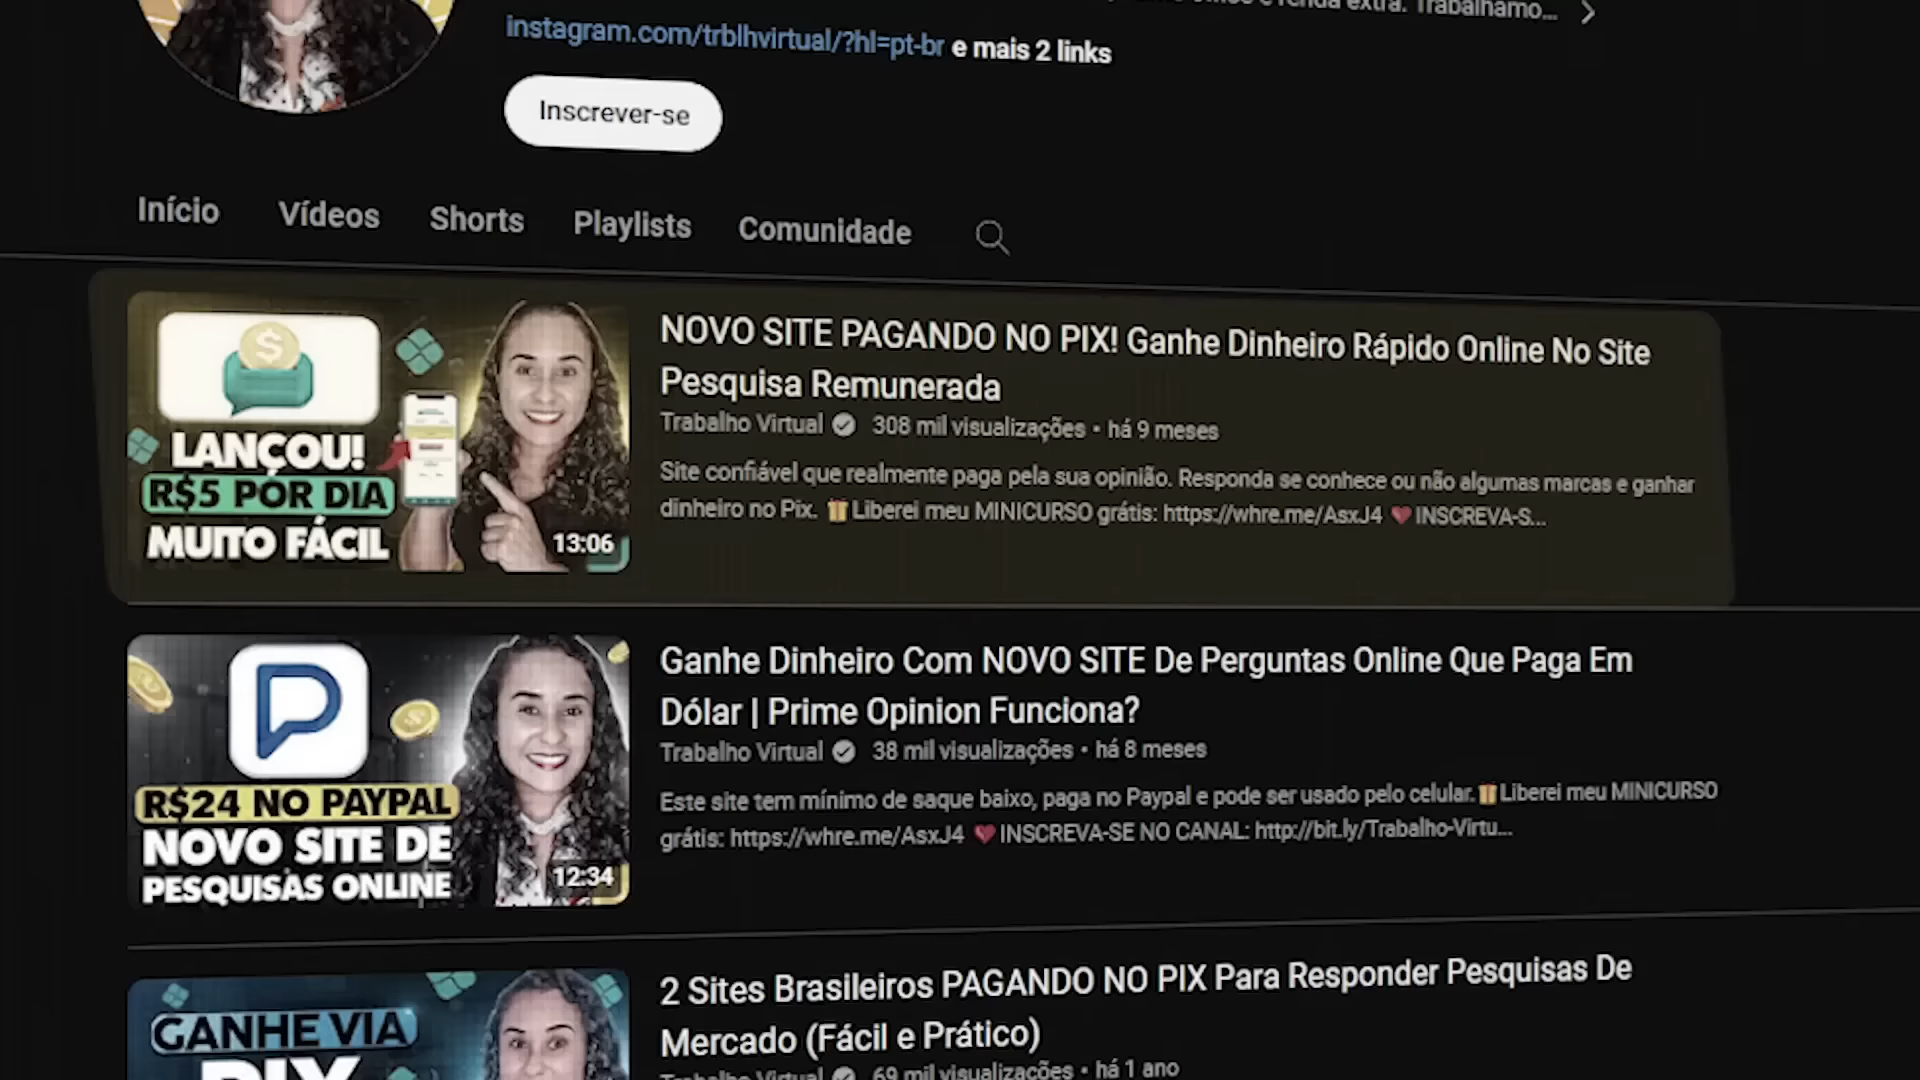 e renda extra. Trabalhamo...
instagram.com/trblhvirtual/?hl=pt-br e mais 2 links
Inscrever-se
Início Vídeos Shorts Playlists Comunidade
LANÇOU!
R$5 POR DIA
MUITO FÁCIL
13:06
NOVO SITE PAGANDO NO PIX! Ganhe Dinheiro Rápido Online No Site
Pesquisa Remunerada
Trabalho Virtual 308 mil visualizações • há 9 meses
Site confiável que realmente paga pela sua opinião. Responda se conhece ou não algumas marcas e ganhar
dinheiro no Pix. 🎁Liberei meu MINICURSO grátis: https://whre.me/AsxJ4 ❤️INSCREVA-S...
R$24 NO PAYPAL
NOVO SITE DE
PESQUISAS ONLINE
12:34
Ganhe Dinheiro Com NOVO SITE De Perguntas Online Que Paga Em
Dólar | Prime Opinion Funciona?
Trabalho Virtual 38 mil visualizações • há 8 meses
Este site tem mínimo de saque baixo, paga no Paypal e pode ser usado pelo celular.🎁Liberei meu MINICURSO
grátis: https://whre.me/AsxJ4 ❤️INSCREVA-SE NO CANAL: http://bit.ly/Trabalho-Virtu...
GANHE VIA
PIX
2 Sites Brasileiros PAGANDO NO PIX Para Responder Pesquisas De
Mercado (Fácil e Prático)
Trabalho Virtual 69 mil visualizações • há 1 ano